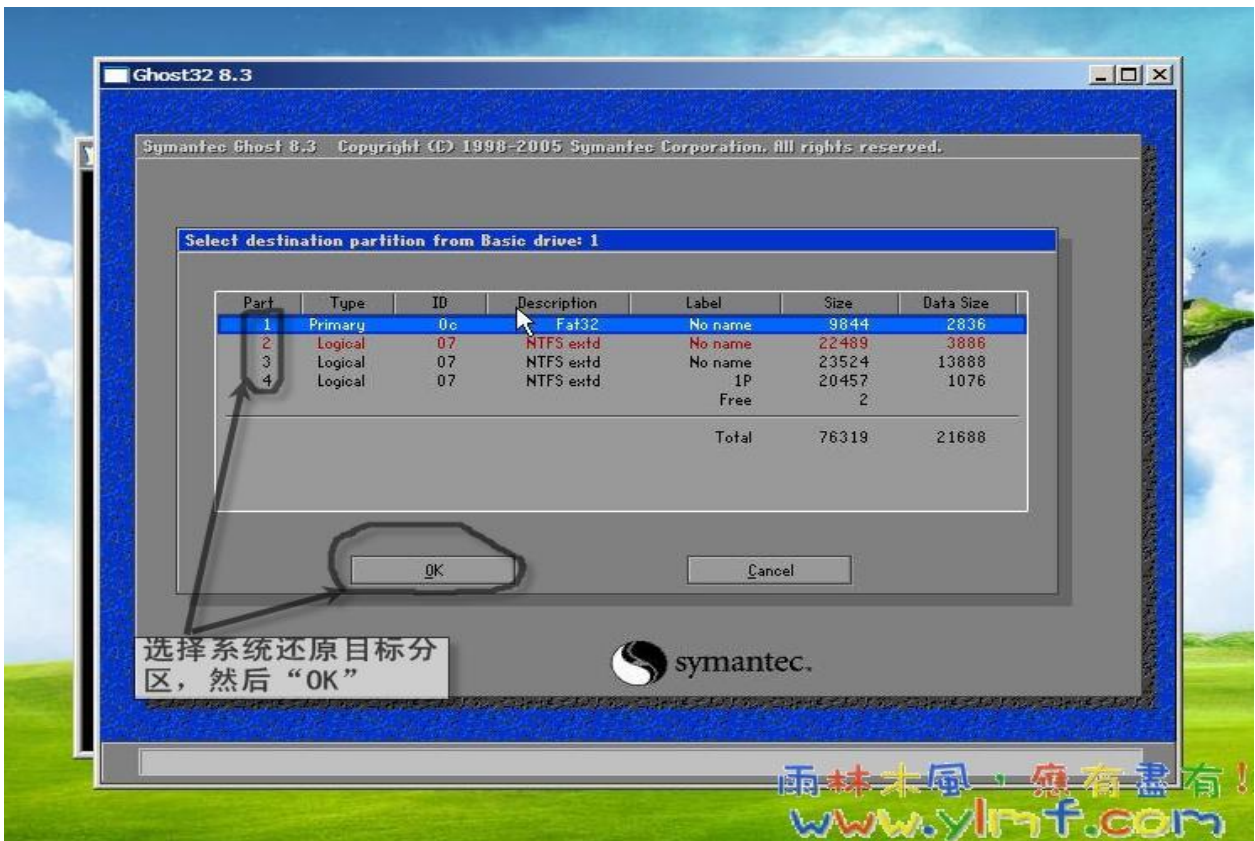 Ghost32 8.3
Symantec Ghost 8.3 Copyright (C) 1998-2005 Symantec Corporation. All rights reserved.
Select destination partition from Basic drive: 1
Part Type ID Description Label Size Data Size
1 Primary 0c Fat32 No name 9844 2836
2 Logical 07 NTFS extd No name 22489 3886
3 Logical 07 NTFS extd No name 23524 13888
4 Logical 07 NTFS extd 1P 20457 1076
Free 2
Total 76319 21688
OK Cancel
选择系统还原目标分
区，然后“OK”
symantec.
雨林木風，應有盡有！
www.ylmf.com